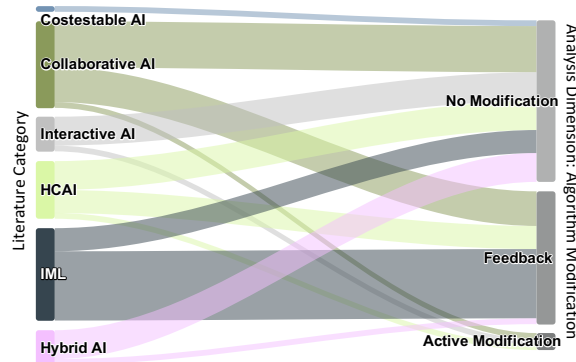 Costestable AI
Collaborative AI
Interactive AI
HCAI
IML
Hybrid AI
Literature Category
No Modification
Feedback
Active Modification
Analysis Dimension: Algorithm Modification